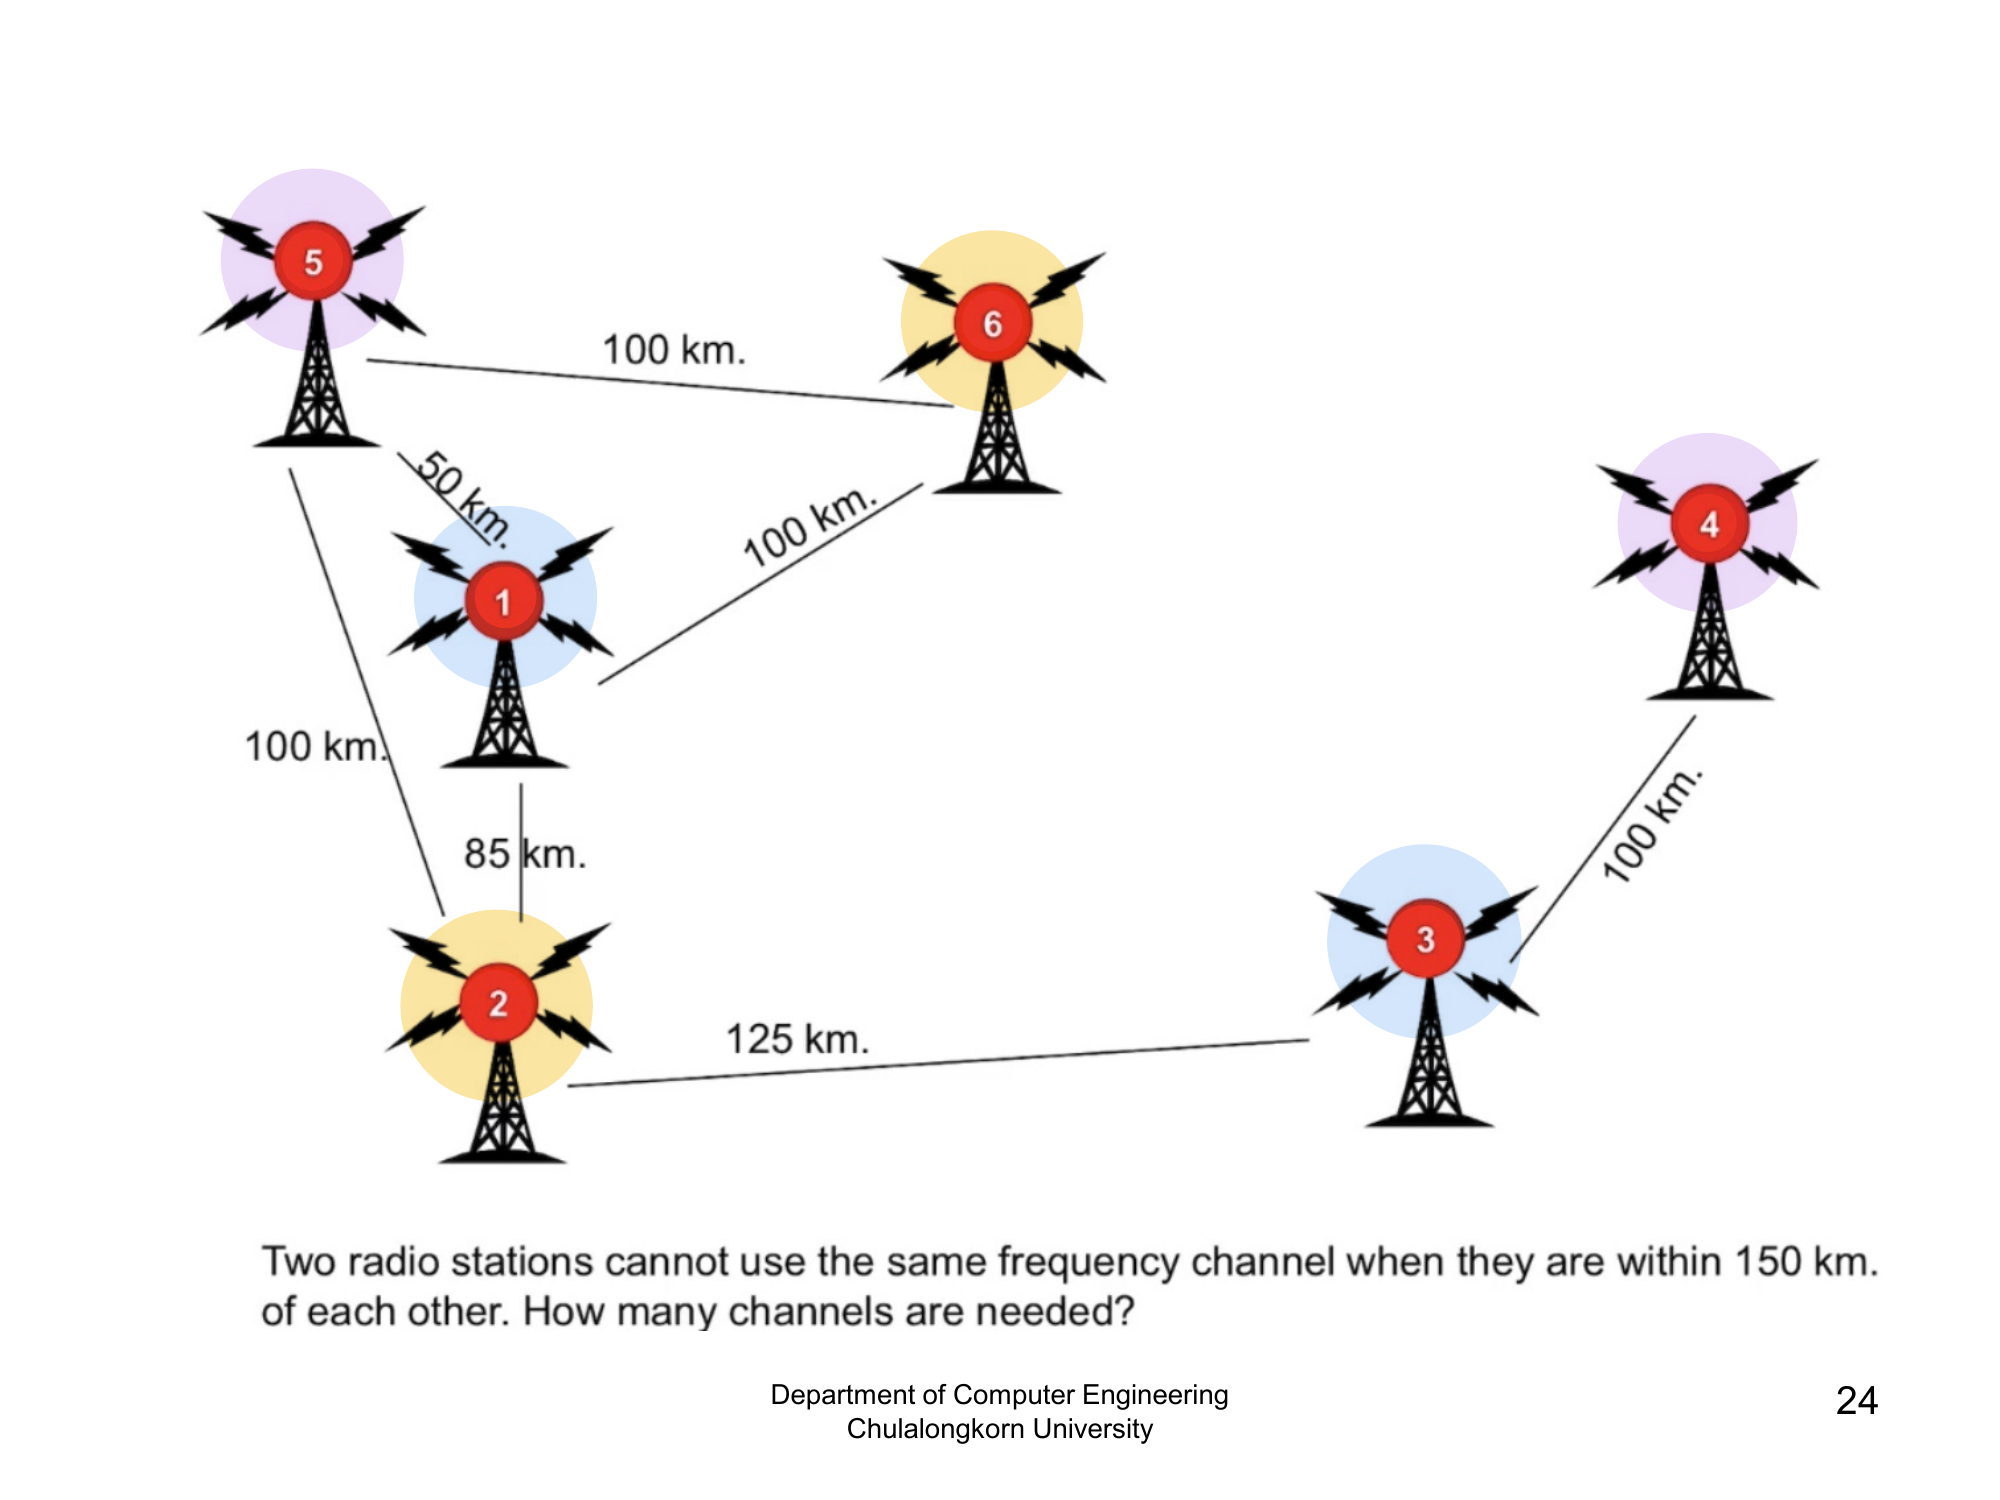 5
6
100 km.
50 km.
100 km.
4
1
100 km.
85 km.
100 km.
3
2
125 km.
Two radio stations cannot use the same frequency channel when they are within 150 km.
of each other. How many channels are needed?
Department of Computer Engineering
Chulalongkorn University
24